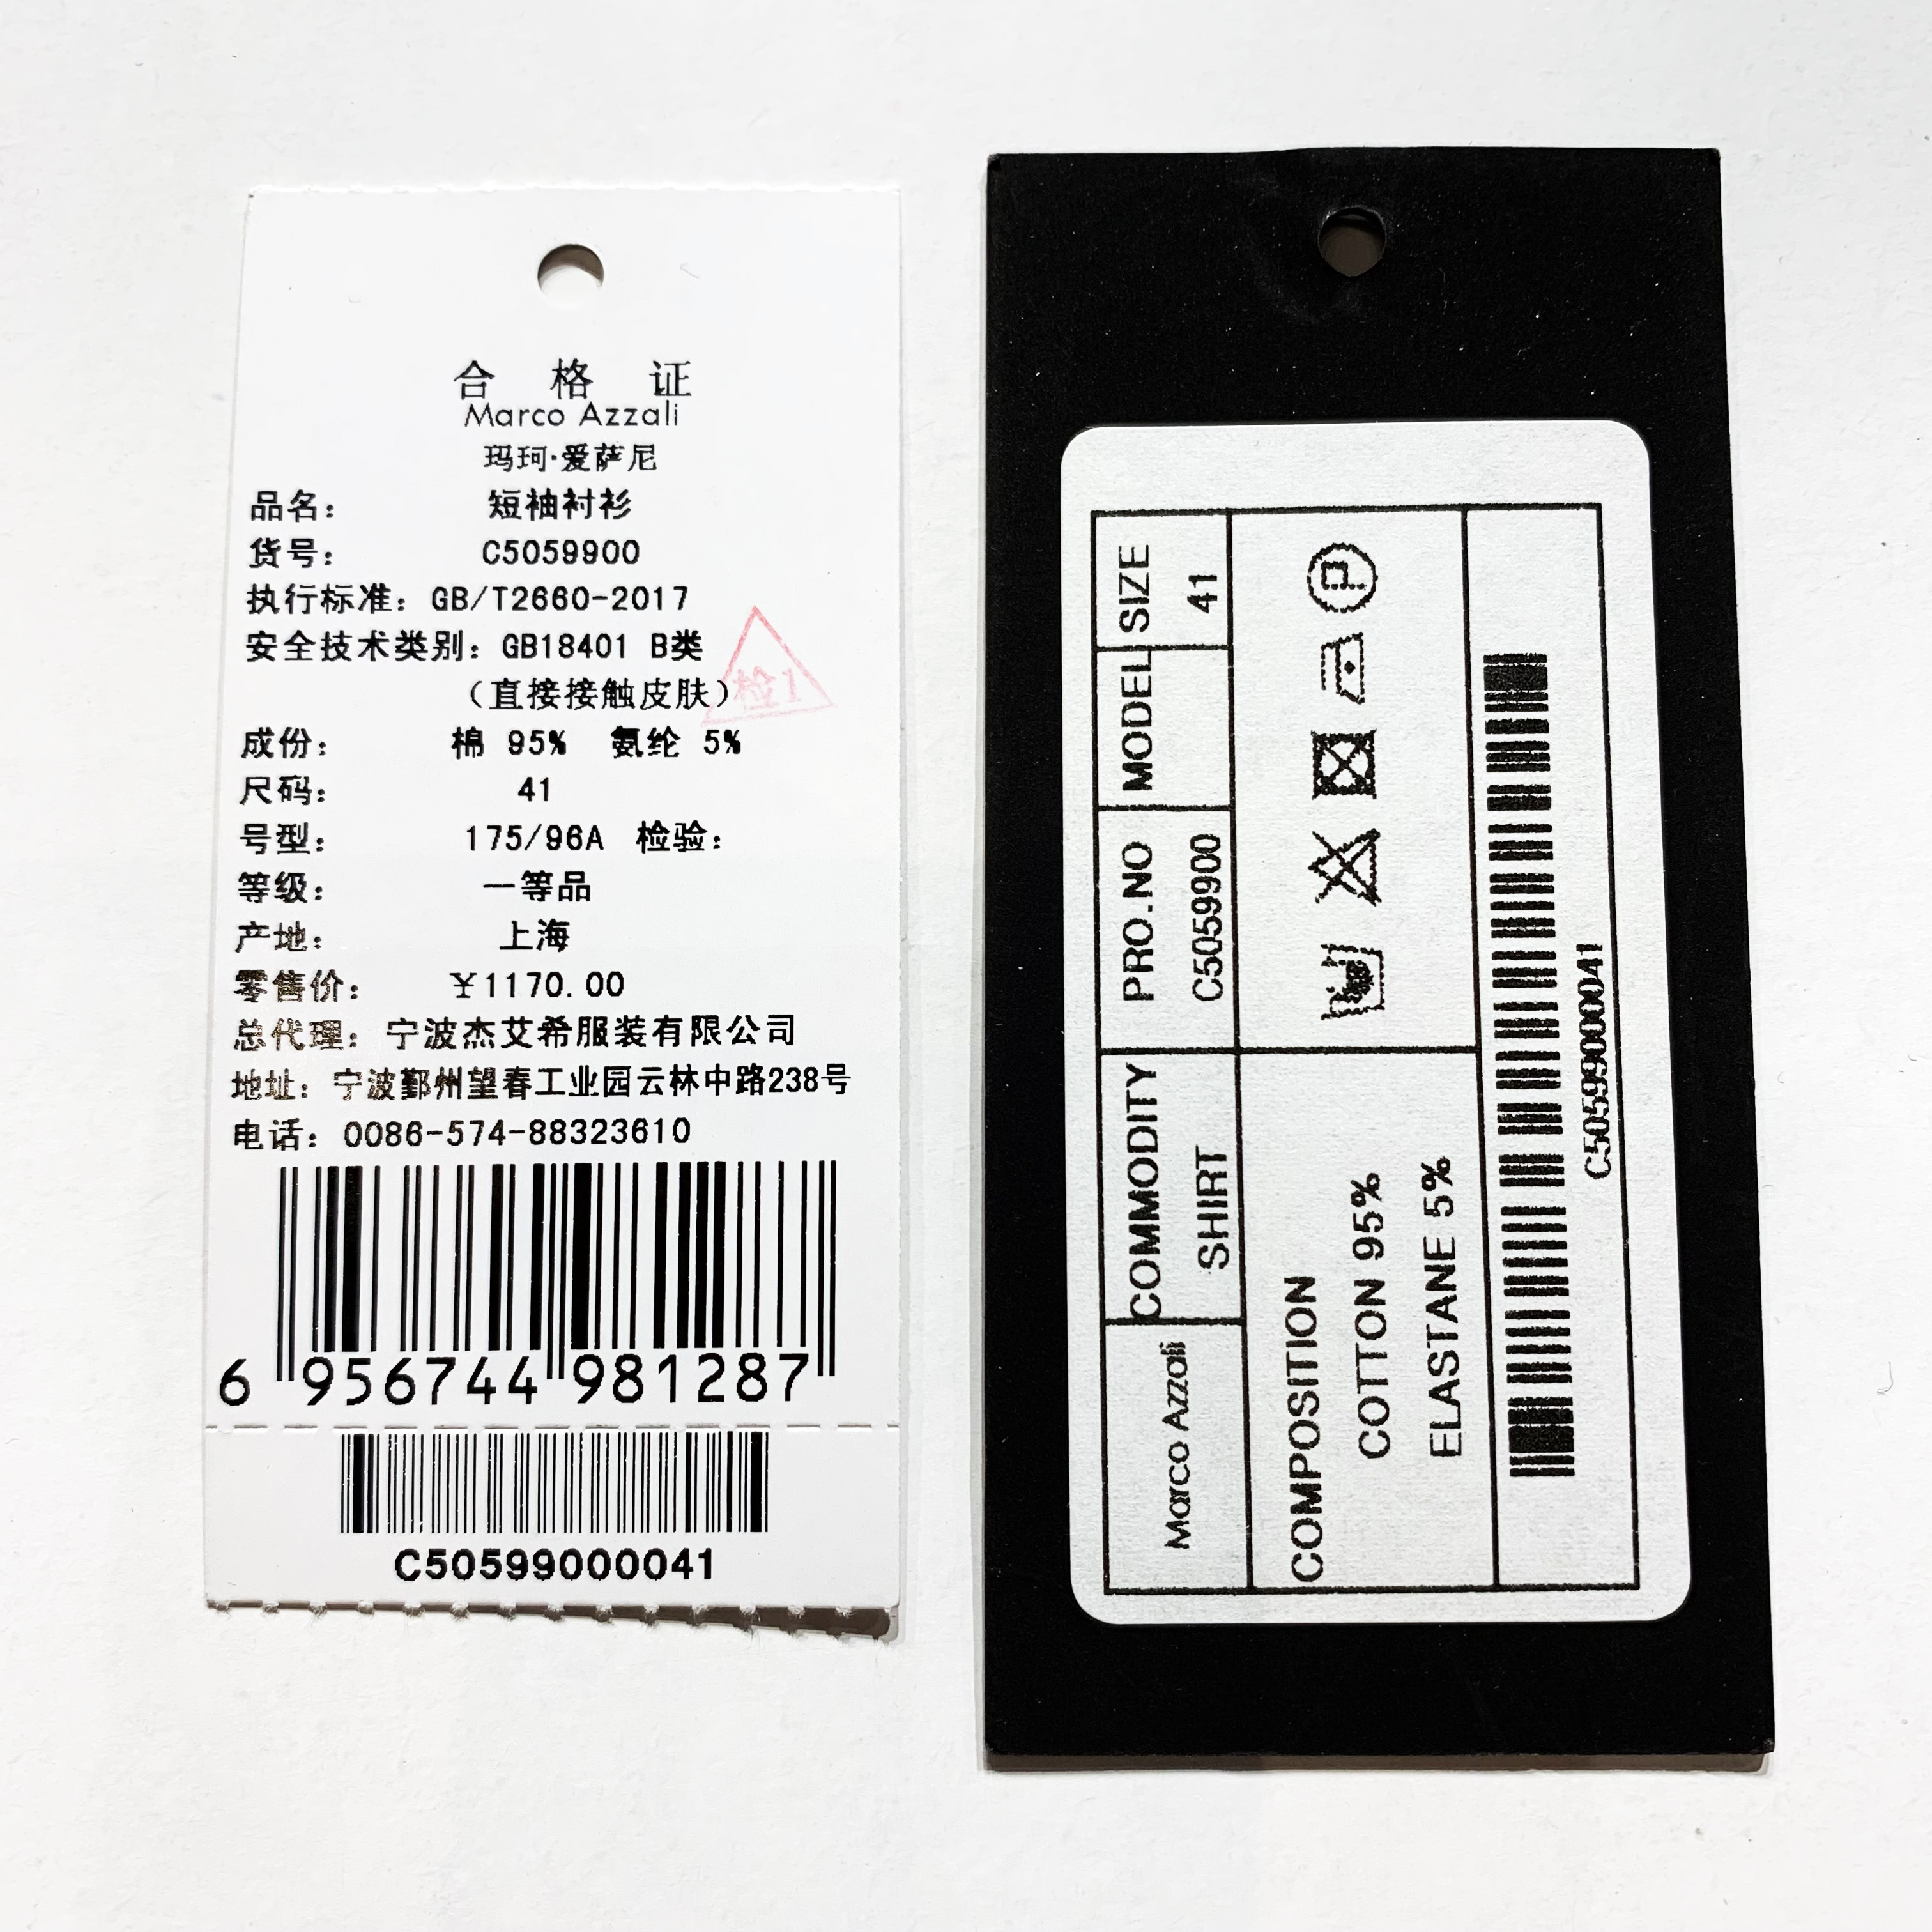 合 格 证
Marco Azzali
玛珂·爱萨尼
品名： 短袖衬衫
货号： C5059900
执行标准：GB/T2660-2017
安全技术类别：GB18401 B类
（直接接触皮肤）
检1
成份： 棉 95% 氨纶 5%
尺码： 41
号型： 175/96A 检验：
等级： 一等品
产地： 上海
零售价： ¥1170.00
总代理：宁波杰艾希服装有限公司
地址：宁波鄞州望春工业园云林中路238号
电话：0086-574-88323610
6 956744 981287
C50599000041
Marco Azzali
COMMODITY
SHIRT
PRO.NO
C5059900
MODEL
SIZE
41
COMPOSITION
COTTON 95%
ELASTANE 5%
P
C50599000041